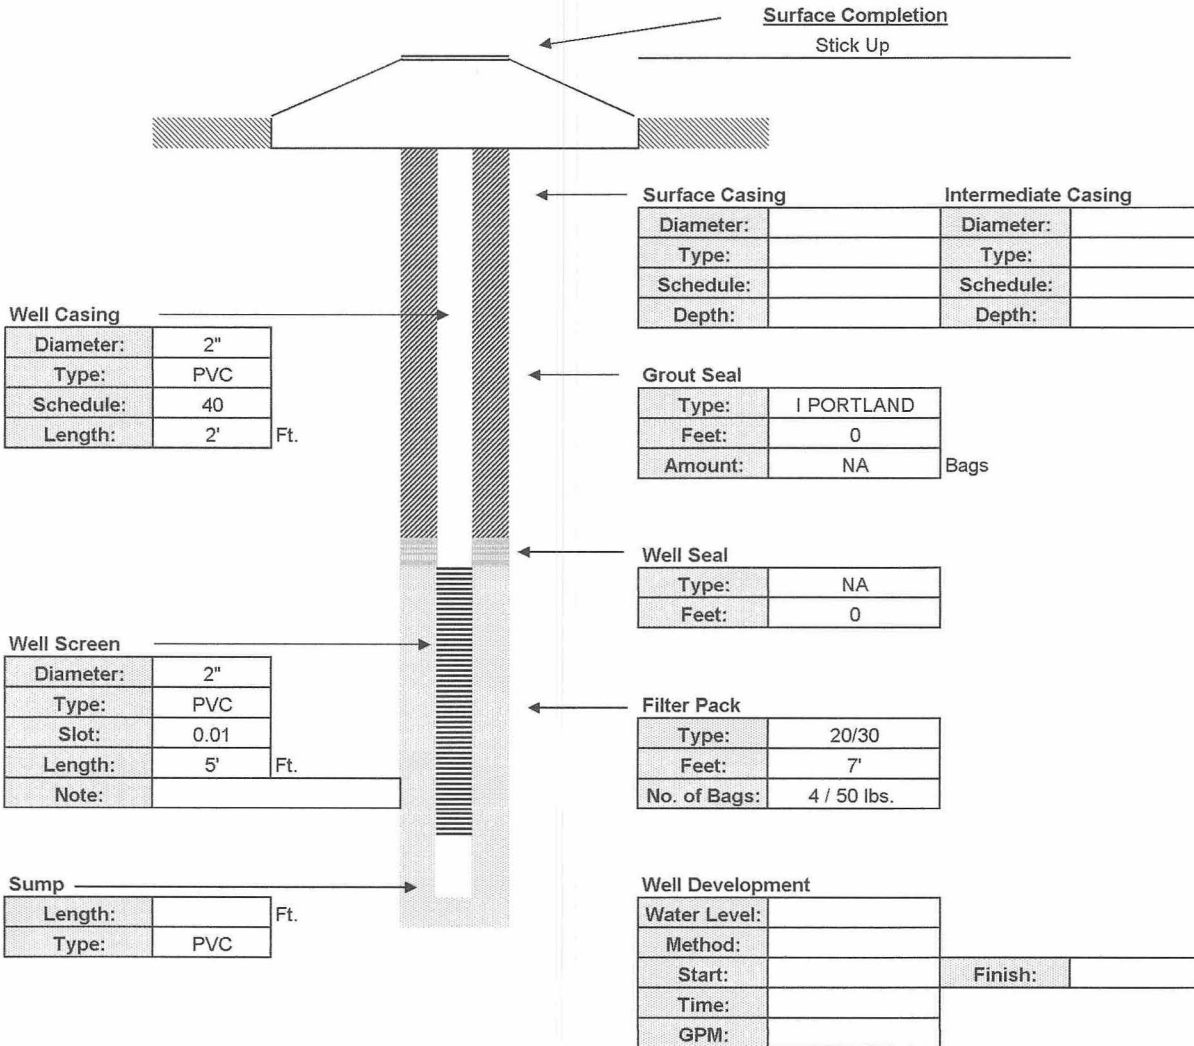 Surface Completion
Stick Up
Surface Casing Intermediate Casing
Diameter: Diameter:
Type: Type:
Schedule: Schedule:
Depth: Depth:
Well Casing
Diameter: 2"
Type: PVC
Schedule: 40
Length: 2' Ft.
Grout Seal
Type: I PORTLAND
Feet: 0
Amount: NA Bags
Well Seal
Type: NA
Feet: 0
Well Screen
Diameter: 2"
Type: PVC
Slot: 0.01
Length: 5' Ft.
Note:
Filter Pack
Type: 20/30
Feet: 7'
No. of Bags: 4 / 50 lbs.
Sump
Length: Ft.
Type: PVC
Well Development
Water Level:
Method:
Start: Finish:
Time:
GPM: